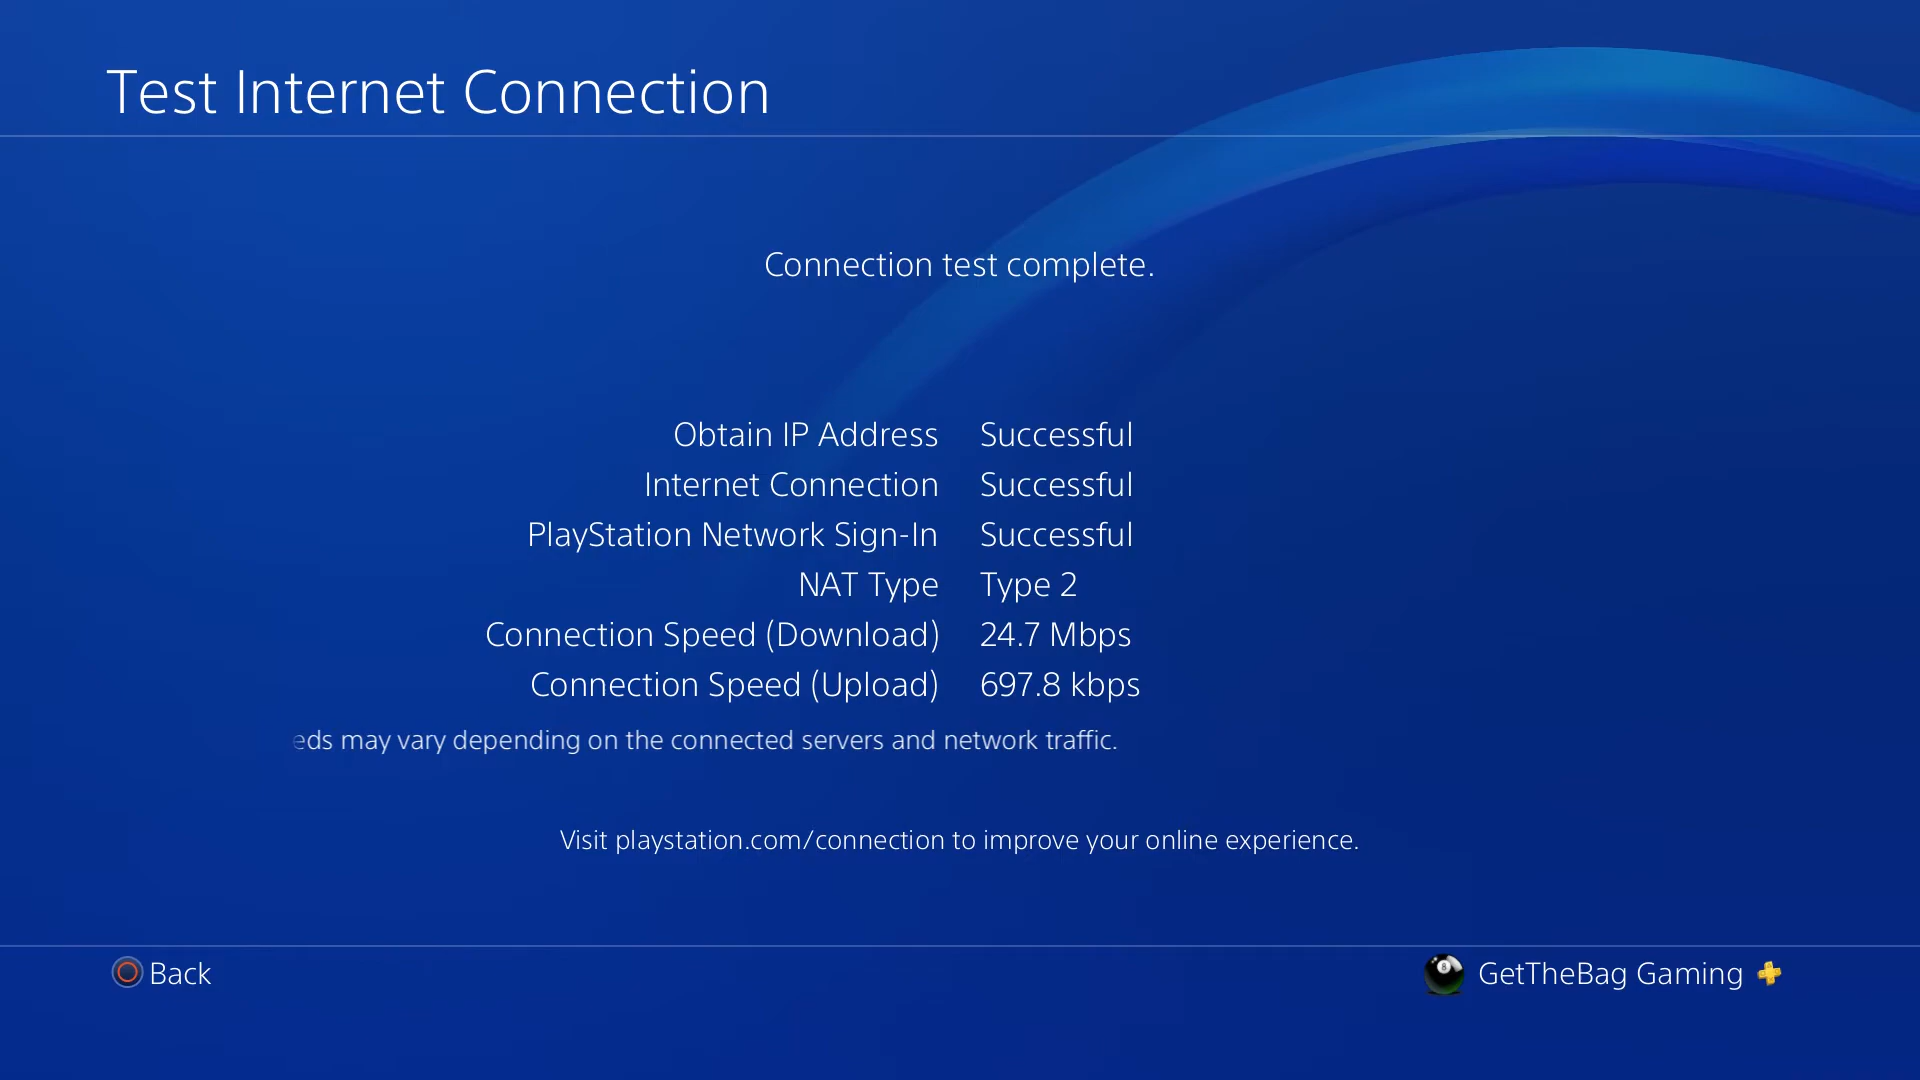 Test Internet Connection
Connection test complete.
Obtain IP Address Successful
Internet Connection Successful
PlayStation Network Sign-In Successful
NAT Type Type 2
Connection Speed (Download) 24.7 Mbps
Connection Speed (Upload) 697.8 kbps
eds may vary depending on the connected servers and network traffic.
Visit playstation.com/connection to improve your online experience.
Back
8 GetTheBag Gaming